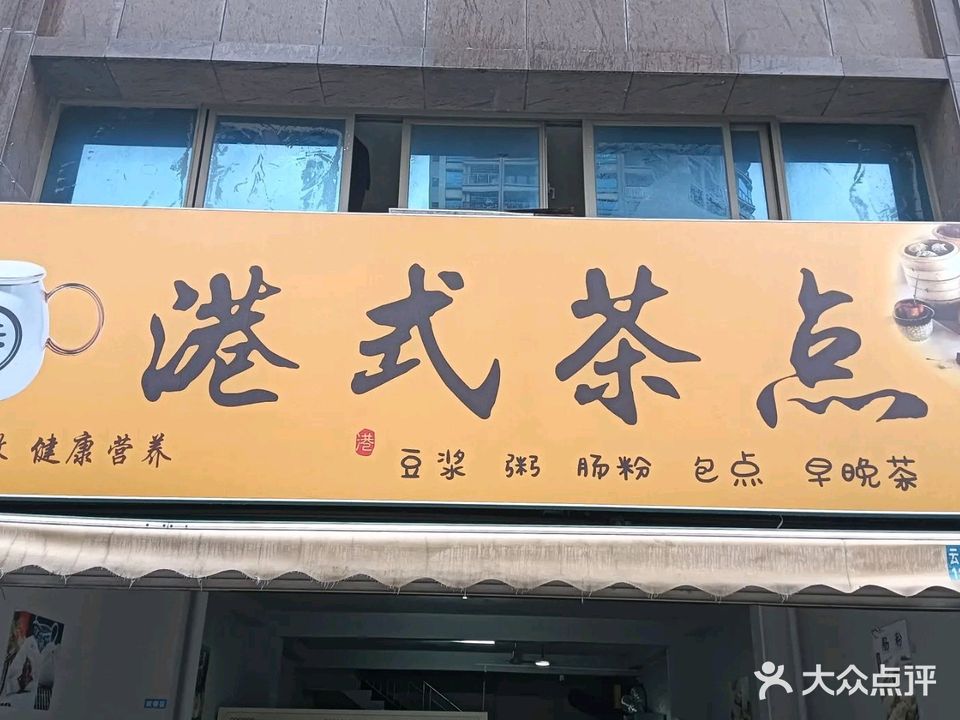 港式茶点
健康营养
港
豆浆 粥 肠粉 包点 早晚茶
云
肠粉
大众点评